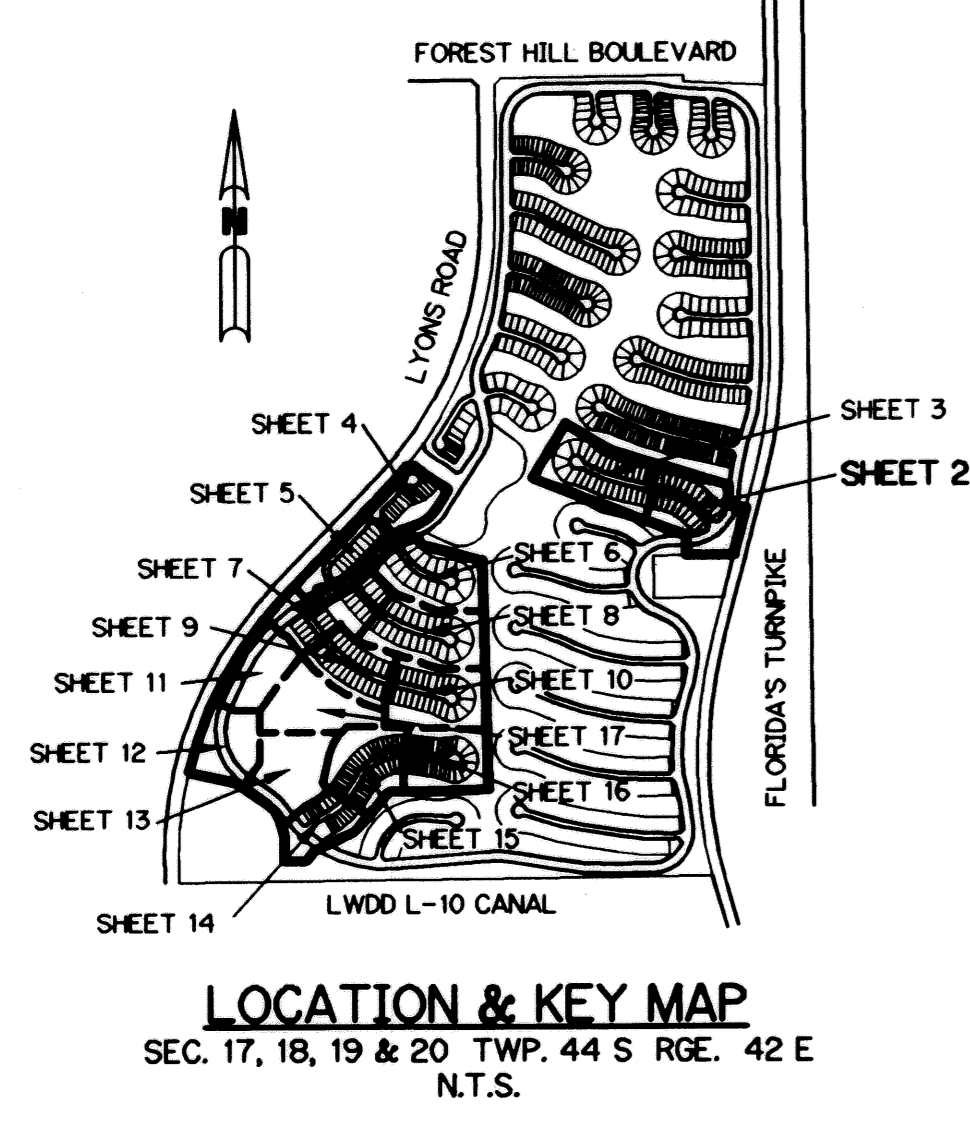 FOREST HILL BOULEVARD
N
LYONS ROAD
SHEET 4
SHEET 3
SHEET 2
SHEET 5
SHEET 6
SHEET 7
SHEET 8
SHEET 9
SHEET 10
SHEET 11
SHEET 17
SHEET 12
SHEET 16
SHEET 13
SHEET 15
SHEET 14
FLORIDA'S TURNPIKE
LWDD L-10 CANAL
LOCATION & KEY MAP
SEC. 17, 18, 19 & 20 TWP. 44 S RGE. 42 E
N.T.S.